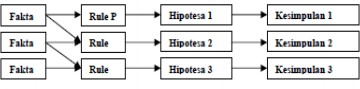 Fakta Rule P Hipotesa 1 Kesimpulan 1
Fakta Rule Hipotesa 2 Kesimpulan 2
Fakta Rule Hipotesa 3 Kesimpulan 3